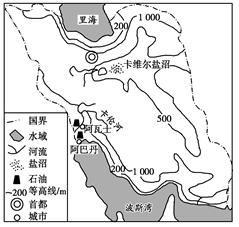 里海
200
1 000
卡维尔盐沼
卡伦河
阿瓦士
阿巴丹
500
200
1 000
波斯湾
国界
水域
河流
盐沼
石油
~200 等高线/m
首都
城市